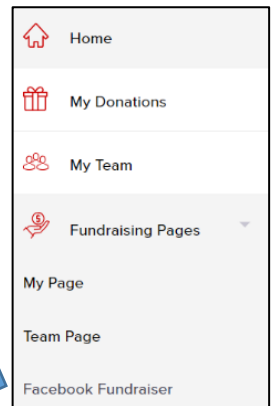 Home
My Donations
My Team
Fundraising Pages
My Page
Team Page
Facebook Fundraiser